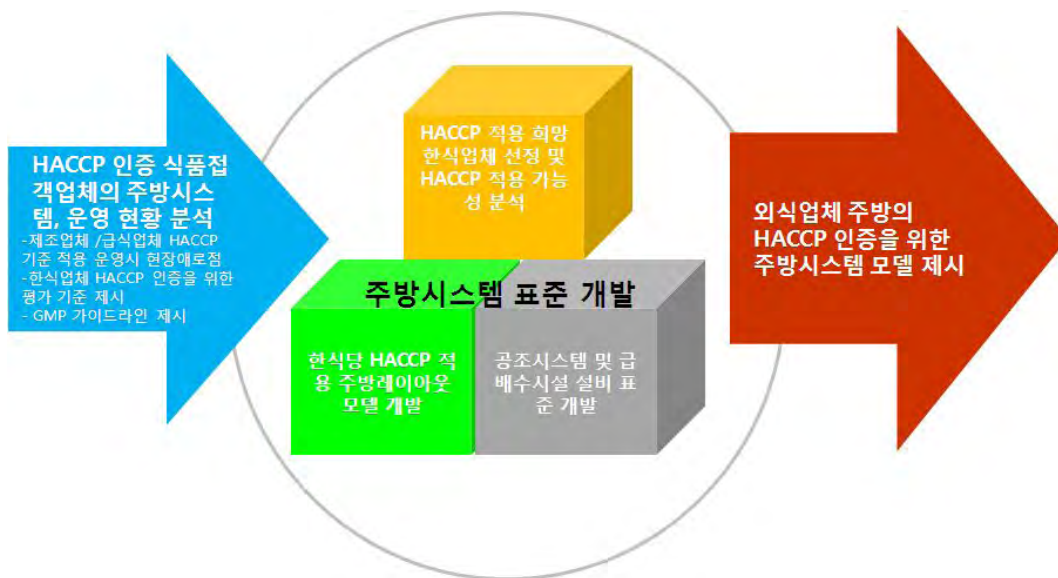 HACCP 인증 식품접
객업체의 주방시스
템, 운영 현황 분석
-제조업체 /급식업체 HACCP
기준 적용 운영시 현장애로점
-한식업체 HACCP 인증을 위한
평가 기준 제시
- GMP 가이드라인 제시
HACCP 적용 희망
한식업체 선정 및
HACCP 적용 가능
성 분석
주방시스템 표준 개발
한식당 HACCP 적
용 주방레이아웃
모델 개발
공조시스템 및 급
배수시설 설비 표
준 개발
외식업체 주방의
HACCP 인증을 위한
주방시스템 모델 제시